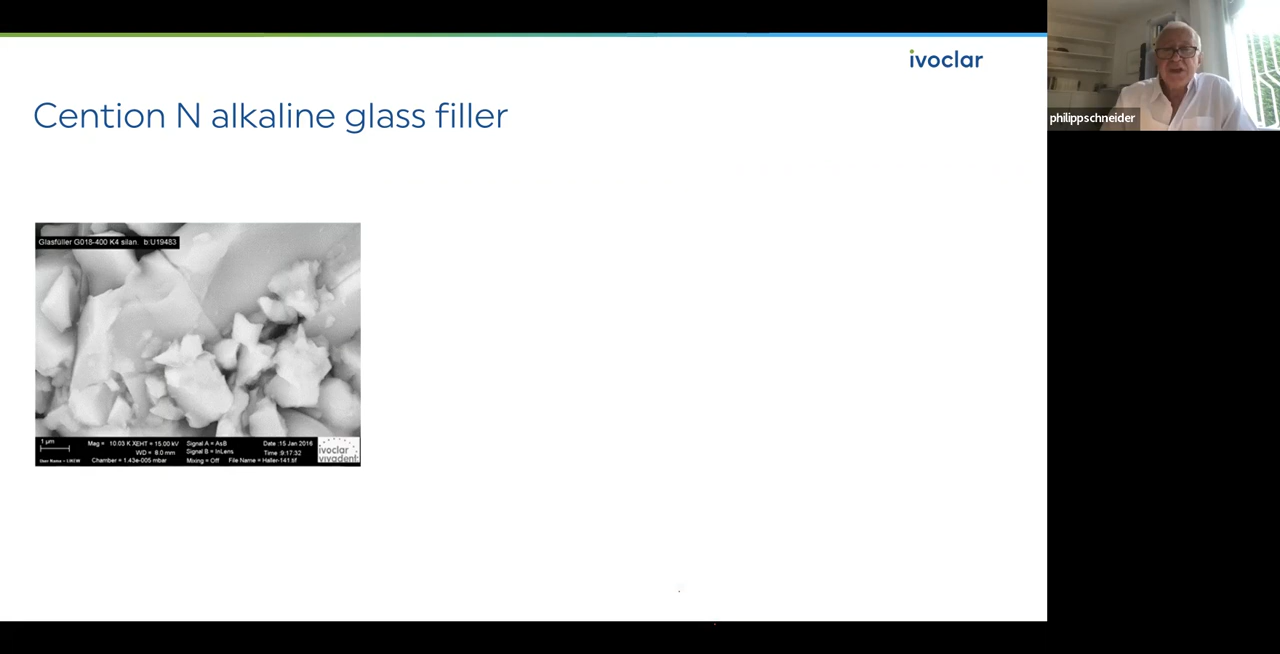 ivoclar
Cention N alkaline glass filler
philippschneider
Glasfüller G018-400 K4 silan. b:U19483
1 µm
Mag = 10.03 K X EHT = 15.00 kV Signal A = AsB Date :15 Jan 2016
WD = 8.0 mm Signal B = InLens Time :9:17:32
Chamber = 1.43e-005 mbar Mixing = Off File Name = Haller-141.tif
ivoclar
vivadent: